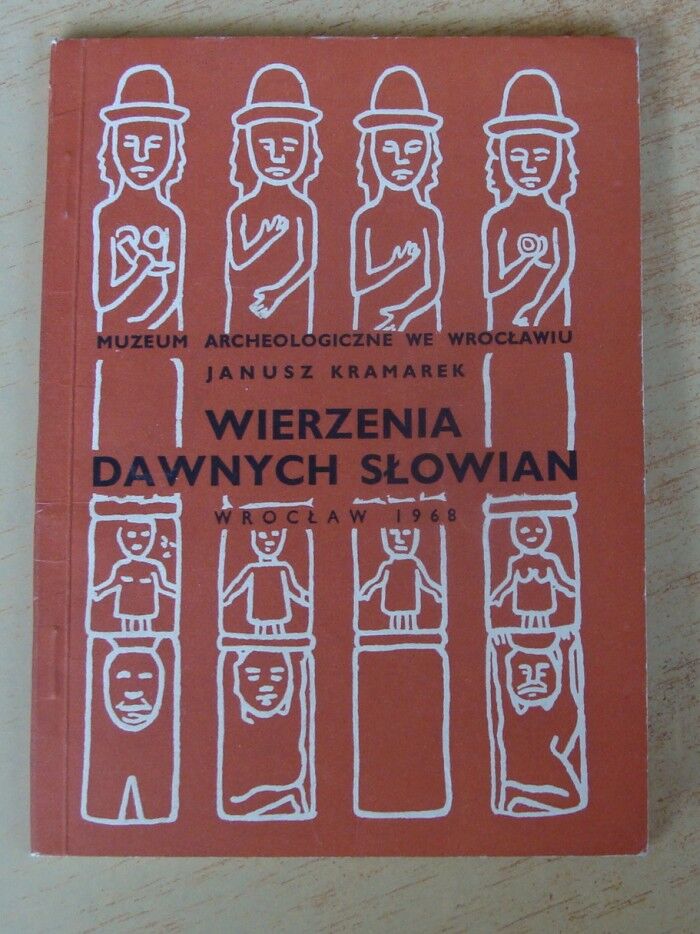 MUZEUM ARCHEOLOGICZNE WE WROCŁAWIU
JANUSZ KRAMAREK
WIERZENIA
DAWNYCH SŁOWIAN
WROCŁAW 1968